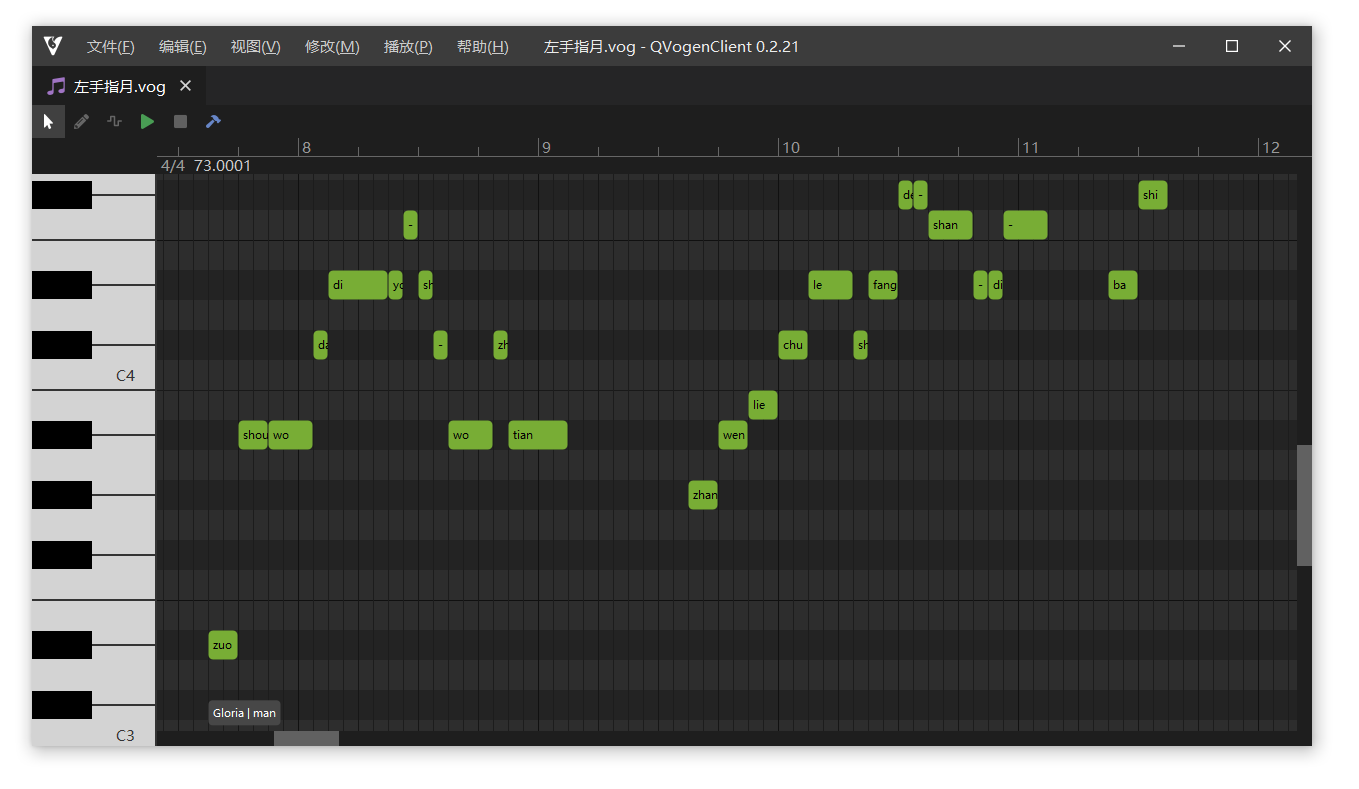 文件(F) 编辑(E) 视图(V) 修改(M) 播放(P) 帮助(H) 左手指月.vog - QVogenClient 0.2.21
左手指月.vog
8 9 10 11 12
4/4 73.0001
de - shi
- shan -
di yo sh le fang - di ba
da - zh chu sh
C4
lie
shou wo wo tian wen
zhan
zuo
Gloria | man
C3